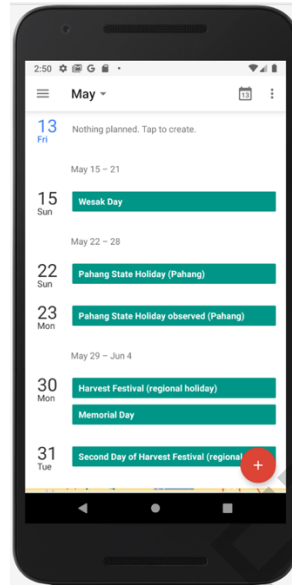 2:50
May
13
13
Fri
Nothing planned. Tap to create.
May 15 – 21
15
Sun
Wesak Day
May 22 – 28
22
Sun
Pahang State Holiday (Pahang)
23
Mon
Pahang State Holiday observed (Pahang)
May 29 – Jun 4
30
Mon
Harvest Festival (regional holiday)
Memorial Day
31
Tue
Second Day of Harvest Festival (regional